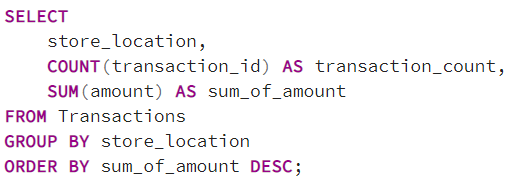 SELECT
    store_location,
    COUNT(transaction_id) AS transaction_count,
    SUM(amount) AS sum_of_amount
FROM Transactions
GROUP BY store_location
ORDER BY sum_of_amount DESC;